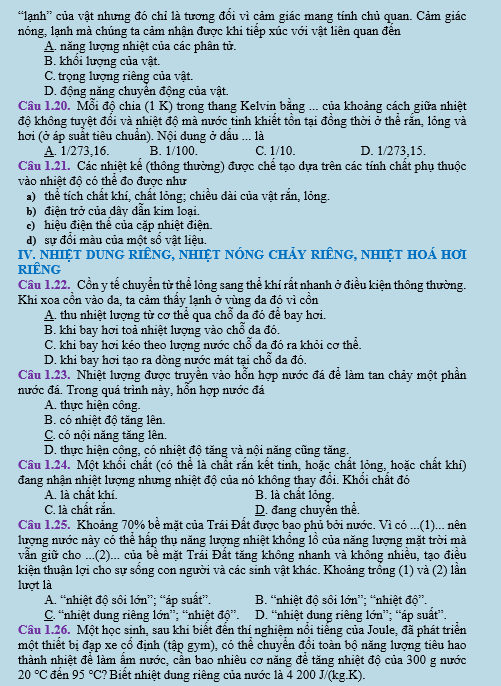 “lạnh” của vật nhưng đó chỉ là tương đối vì cảm giác mang tính chủ quan. Cảm giác
nóng, lạnh mà chúng ta cảm nhận được khi tiếp xúc với vật liên quan đến
A. năng lượng nhiệt của các phân tử.
B. khối lượng của vật.
C. trọng lượng riêng của vật.
D. động năng chuyển động của vật.
Câu 1.20. Mỗi độ chia (1 K) trong thang Kelvin bằng ... của khoảng cách giữa nhiệt
độ không tuyệt đối và nhiệt độ mà nước tinh khiết tồn tại đồng thời ở thể rắn, lỏng và
hơi (ở áp suất tiêu chuẩn). Nội dung ở dấu ... là
A. 1/273,16. B. 1/100. C. 1/10. D. 1/273,15.
Câu 1.21. Các nhiệt kế (thông thường) được chế tạo dựa trên các tính chất phụ thuộc
vào nhiệt độ có thể đo được như
a) thể tích chất khí, chất lỏng; chiều dài của vật rắn, lỏng.
b) điện trở của dây dẫn kim loại.
c) hiệu điện thế của cặp nhiệt điện.
d) sự đổi màu của một số vật liệu.
IV. NHIỆT DUNG RIÊNG, NHIỆT NÓNG CHẢY RIÊNG, NHIỆT HOÁ HƠI
RIÊNG
Câu 1.22. Cồn y tế chuyển từ thể lỏng sang thể khí rất nhanh ở điều kiện thông thường.
Khi xoa cồn vào da, ta cảm thấy lạnh ở vùng da đó vì cồn
A. thu nhiệt lượng từ cơ thể qua chỗ da đó để bay hơi.
B. khi bay hơi toả nhiệt lượng vào chỗ da đó.
C. khi bay hơi kéo theo lượng nước chỗ da đó ra khỏi cơ thể.
D. khi bay hơi tạo ra dòng nước mát tại chỗ da đó.
Câu 1.23. Nhiệt lượng được truyền vào hỗn hợp nước đá để làm tan chảy một phần
nước đá. Trong quá trình này, hỗn hợp nước đá
A. thực hiện công.
B. có nhiệt độ tăng lên.
C. có nội năng tăng lên.
D. thực hiện công, có nhiệt độ tăng và nội năng cũng tăng.
Câu 1.24. Một khối chất (có thể là chất rắn kết tinh, hoặc chất lỏng, hoặc chất khí)
đang nhận nhiệt lượng nhưng nhiệt độ của nó không thay đổi. Khối chất đó
A. là chất khí. B. là chất lỏng.
C. là chất rắn. D. đang chuyển thể.
Câu 1.25. Khoảng 70% bề mặt của Trái Đất được bao phủ bởi nước. Vì có ...(1)... nên
lượng nước này có thể hấp thụ năng lượng nhiệt khổng lồ của năng lượng mặt trời mà
vẫn giữ cho ...(2)... của bề mặt Trái Đất tăng không nhanh và không nhiều, tạo điều
kiện thuận lợi cho sự sống con người và các sinh vật khác. Khoảng trống (1) và (2) lần
lượt là
A. “nhiệt độ sôi lớn”; “áp suất”. B. “nhiệt độ sôi lớn”; “nhiệt độ”.
C. “nhiệt dung riêng lớn”; “nhiệt độ”. D. “nhiệt dung riêng lớn”; “áp suất”.
Câu 1.26. Một học sinh, sau khi biết đến thí nghiệm nổi tiếng của Joule, đã phát triển
một thiết bị đạp xe cố định (tập gym), có thể chuyển đổi toàn bộ năng lượng tiêu hao
thành nhiệt để làm ấm nước, cần bao nhiêu cơ năng để tăng nhiệt độ của 300 g nước
20 °C đến 95 °C? Biết nhiệt dung riêng của nước là 4 200 J/(kg.K).